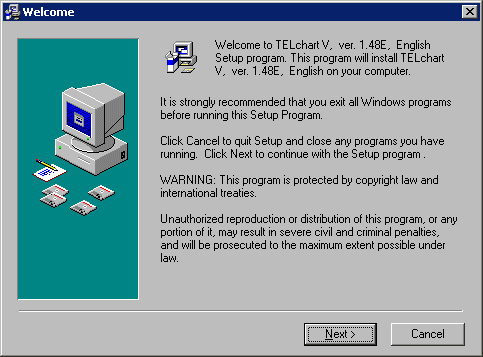 Welcome
Welcome to TELchart V, ver. 1.48E, English
Setup program. This program will install TELchart
V, ver. 1.48E, English on your computer.
It is strongly recommended that you exit all Windows programs
before running this Setup Program.
Click Cancel to quit Setup and close any programs you have
running. Click Next to continue with the Setup program .
WARNING: This program is protected by copyright law and
international treaties.
Unauthorized reproduction or distribution of this program, or any
portion of it, may result in severe civil and criminal penalties,
and will be prosecuted to the maximum extent possible under
law.
Next >
Cancel